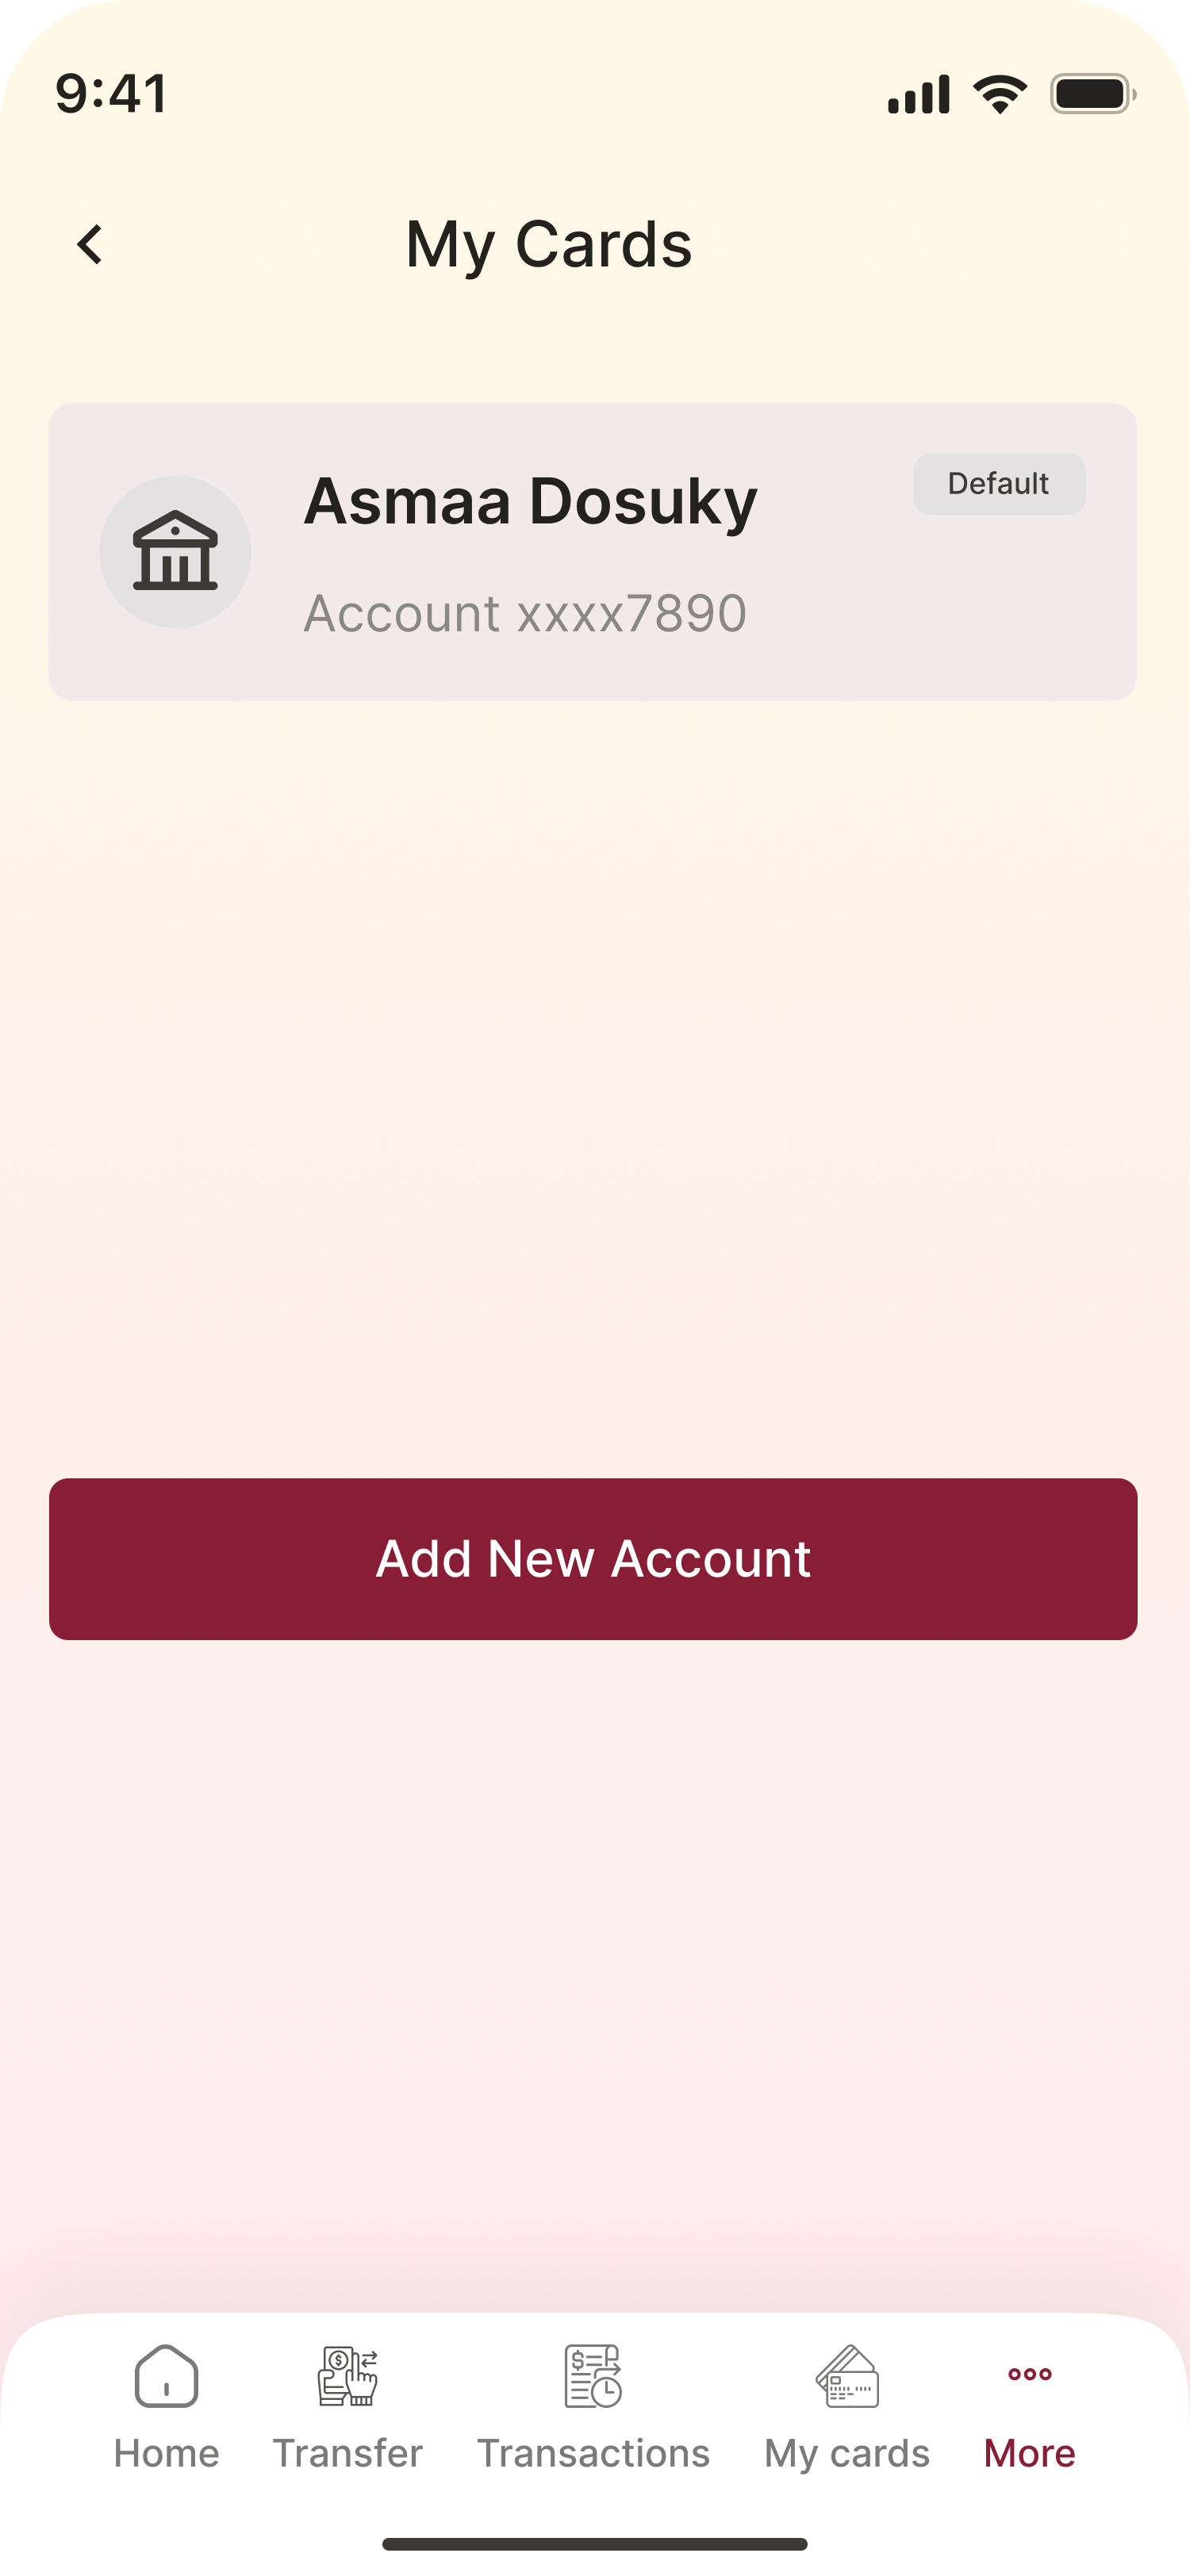 9:41
My Cards
Asmaa Dosuky
Default
Account xxxx7890
Add New Account
Home
Transfer
Transactions
My cards
More